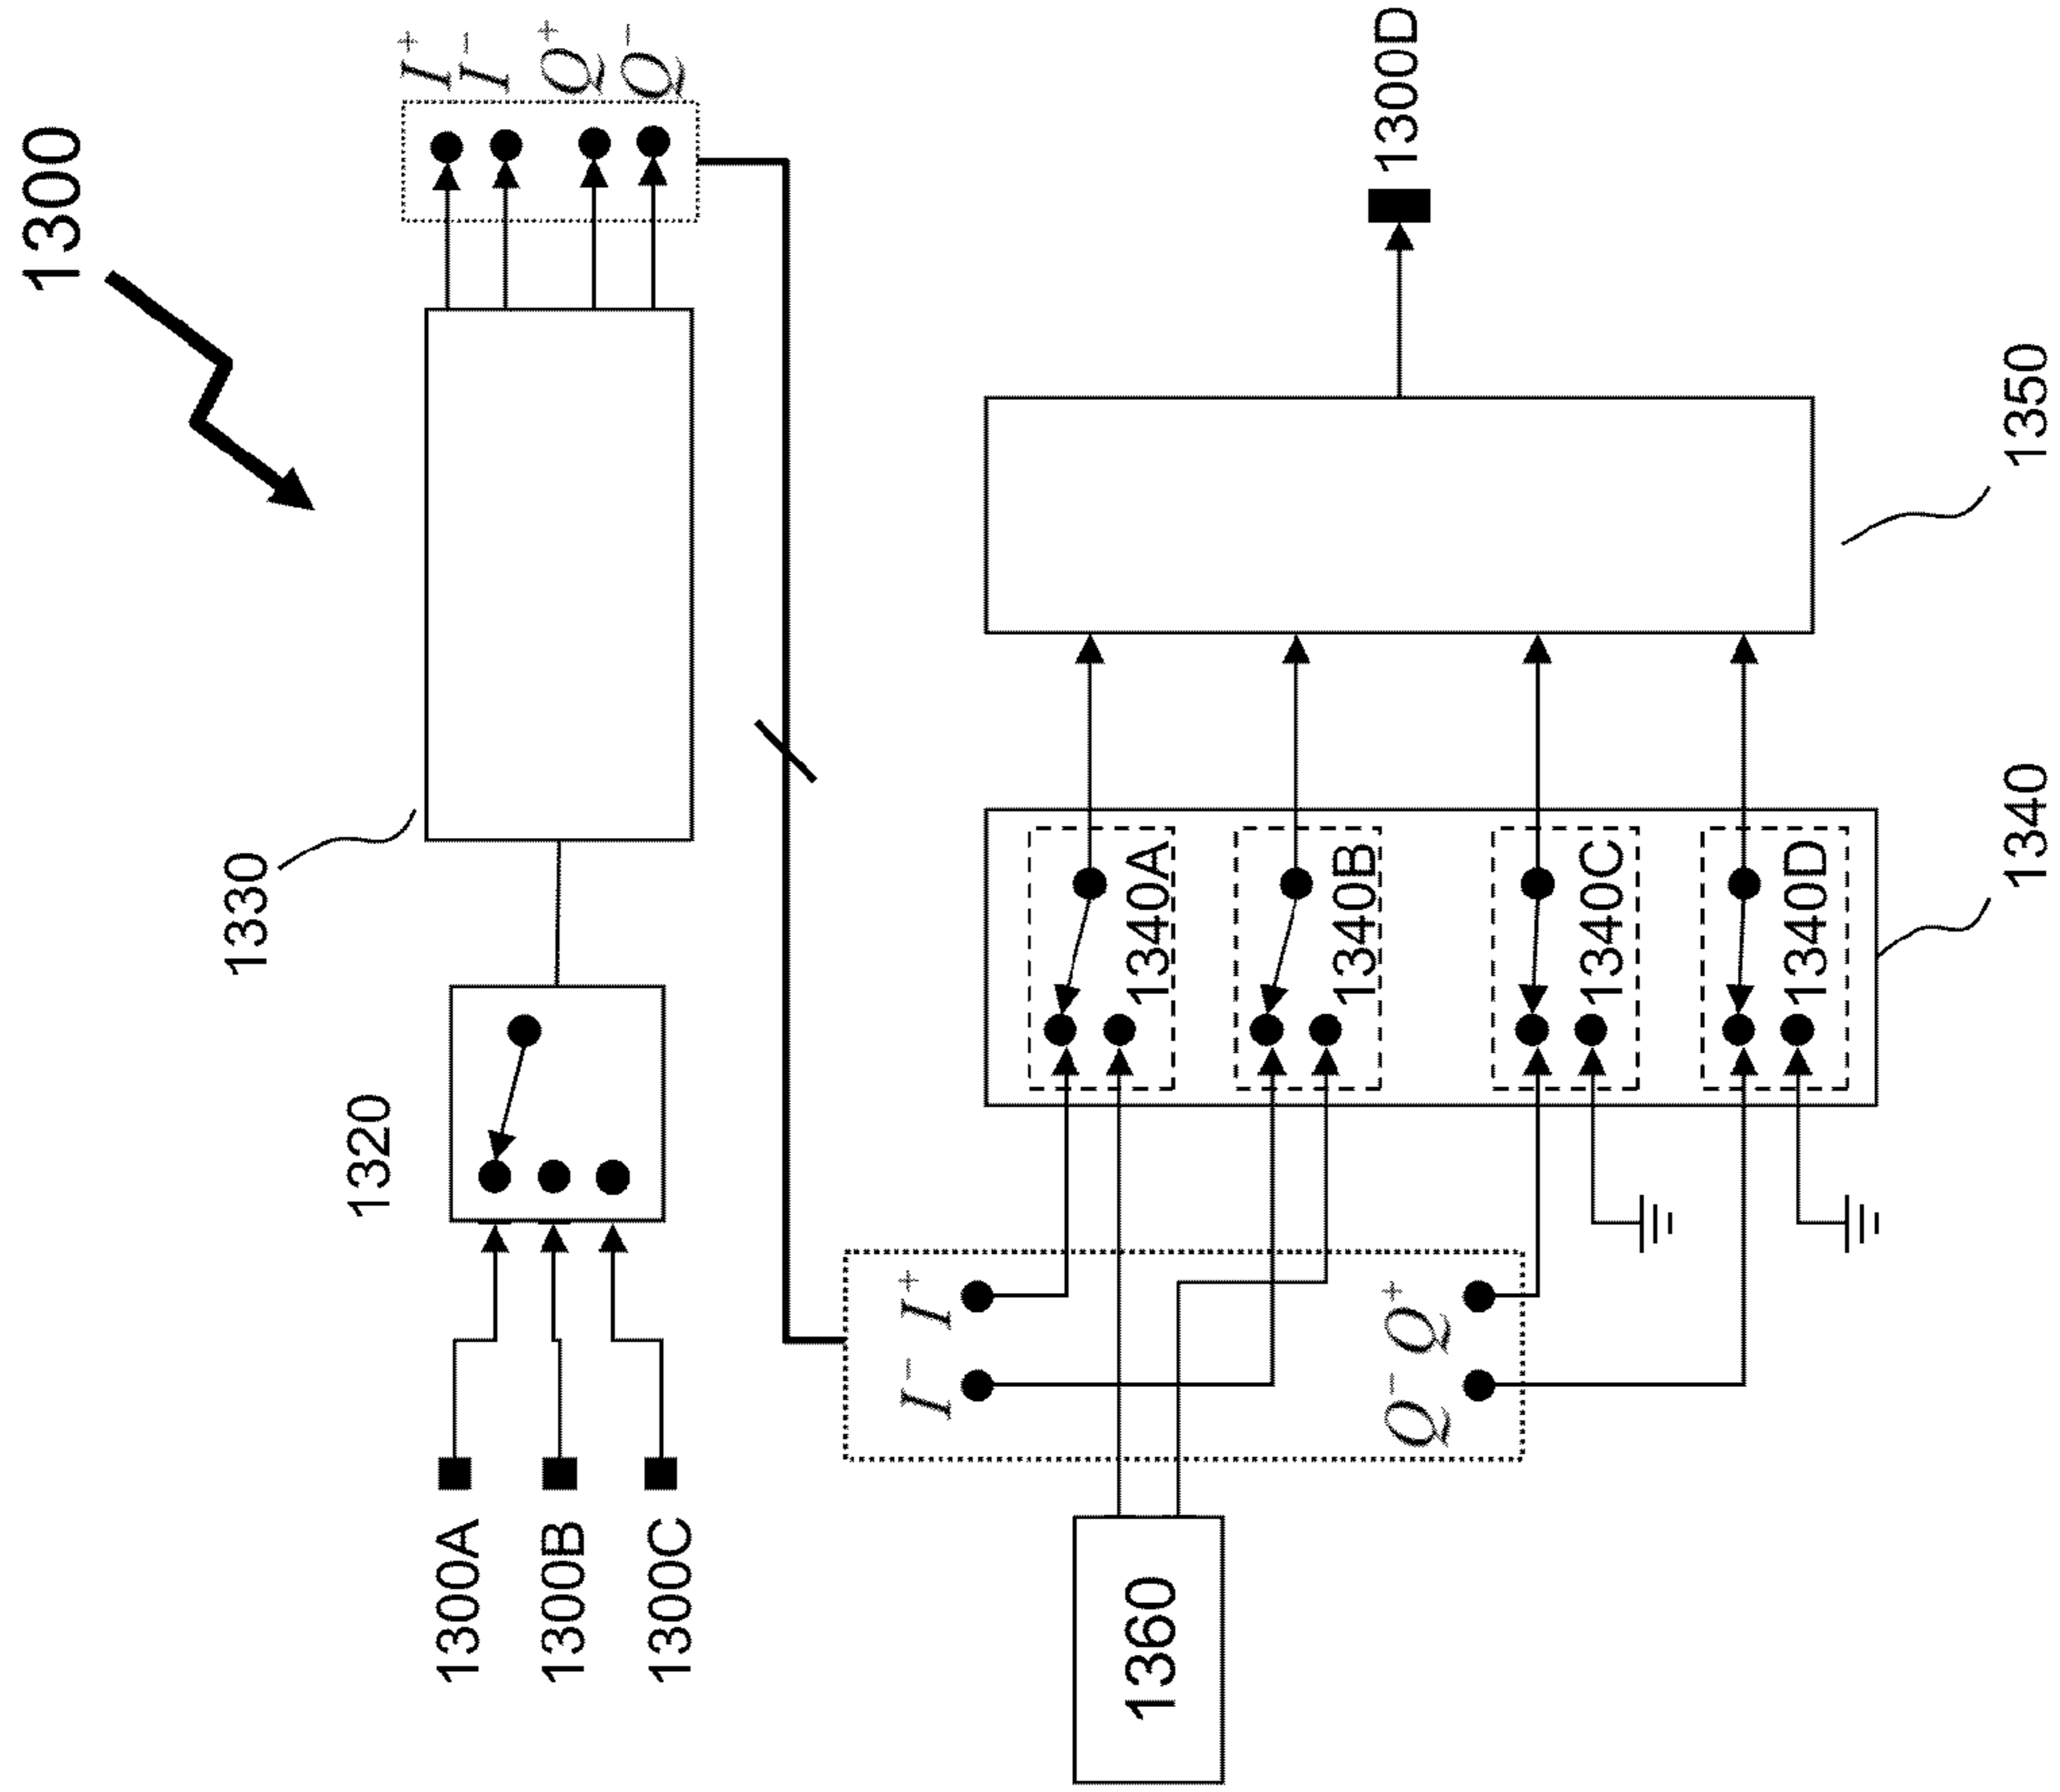 1300
I⁺
I⁻
Q⁺
Q⁻
1330
1320
1300A
1300B
1300C
1300D
1350
1340A
1340B
1340C
1340D
1340
I⁺
I⁻
Q⁺
Q⁻
1360